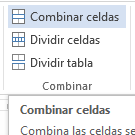 Combinar celdas
Dividir celdas
Dividir tabla
Combinar
Combinar celdas
Combina las celdas se